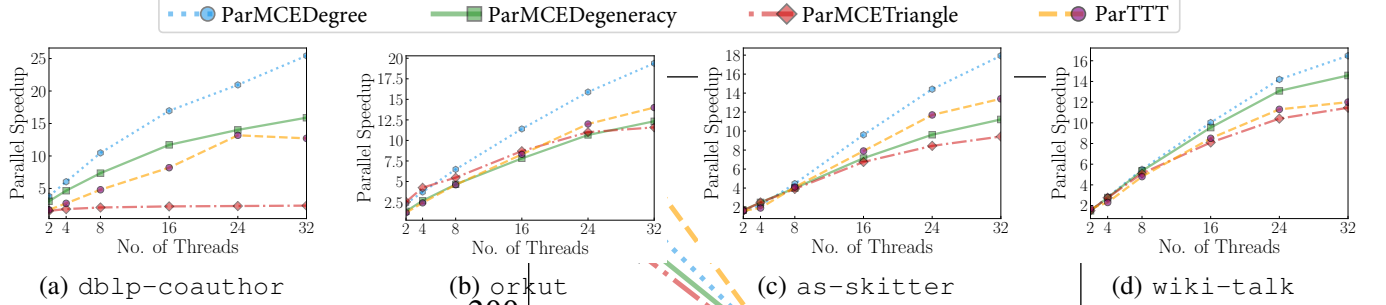 ParMCEDegree ParMCEDegeneracy ParMCETriangle ParTTT
Parallel Speedup
25
20
15
10
5
2 4 8 16 24 32
No. of Threads
(a) dblp-coauthor
Parallel Speedup
20
17.5
15
12.5
10
7.5
5
2.5
2 4 8 16 24 32
No. of Threads
(b) orkut
200
Parallel Speedup
18
16
14
12
10
8
6
4
2
2 4 8 16 24 32
No. of Threads
(c) as-skitter
Parallel Speedup
16
14
12
10
8
6
4
2
2 4 8 16 24 32
No. of Threads
(d) wiki-talk